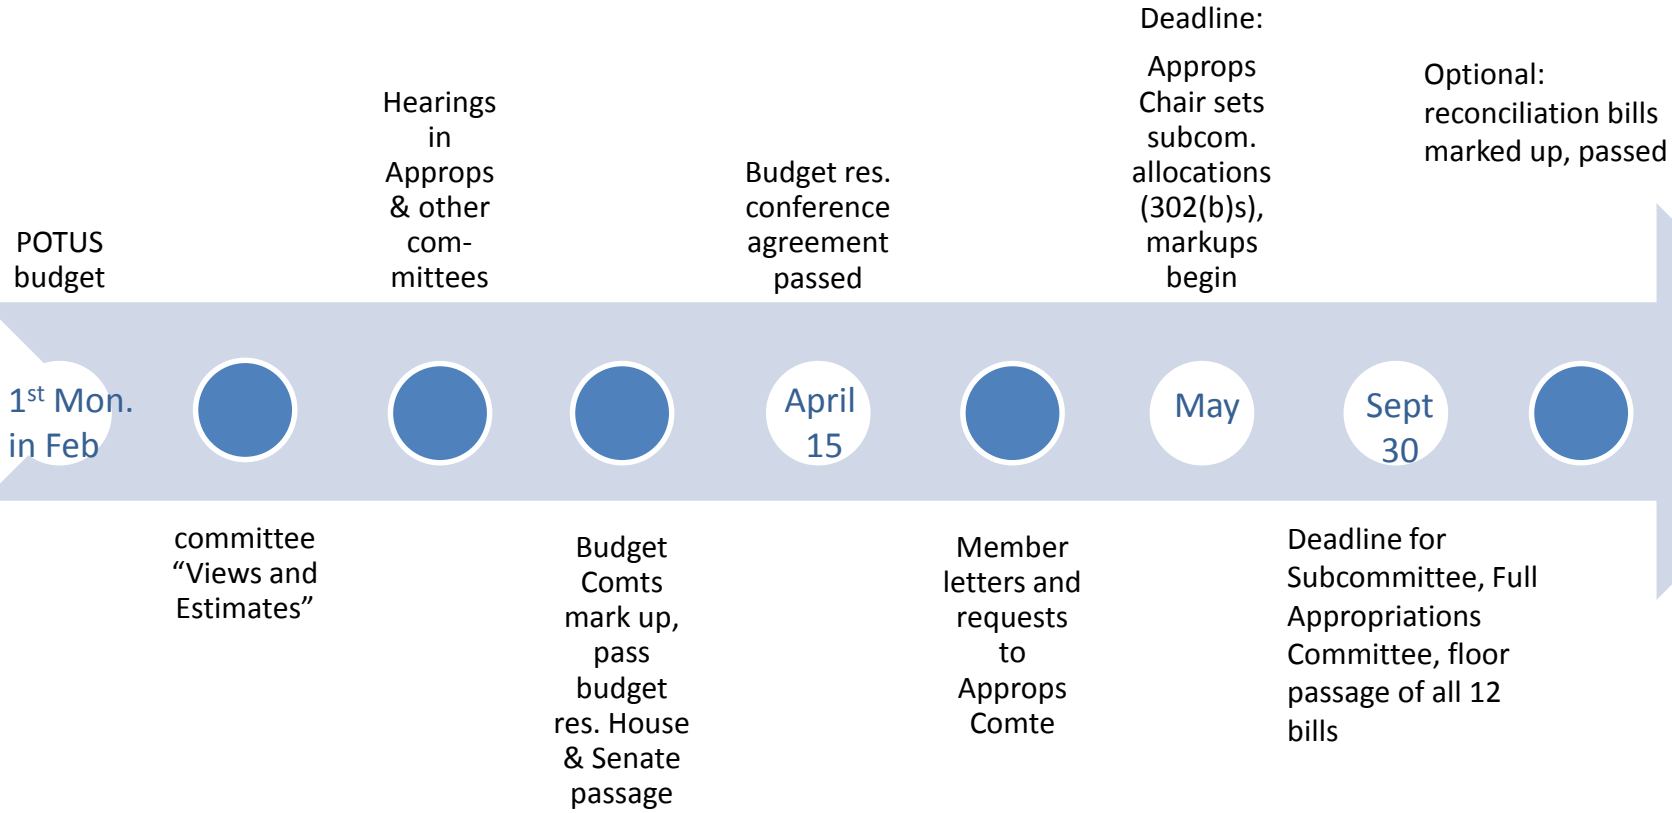 POTUS
budget
1st Mon.
in Feb
committee
“Views and
Estimates”
Hearings
in
Approps
& other
com-
mittees
Budget
Comts
mark up,
pass
budget
res. House
& Senate
passage
Budget res.
conference
agreement
passed
April
15
Member
letters and
requests
to
Approps
Comte
Deadline:
Approps
Chair sets
subcom.
allocations
(302(b)s),
markups
begin
May
Sept
30
Deadline for
Subcommittee, Full
Appropriations
Committee, floor
passage of all 12
bills
Optional:
reconciliation bills
marked up, passed